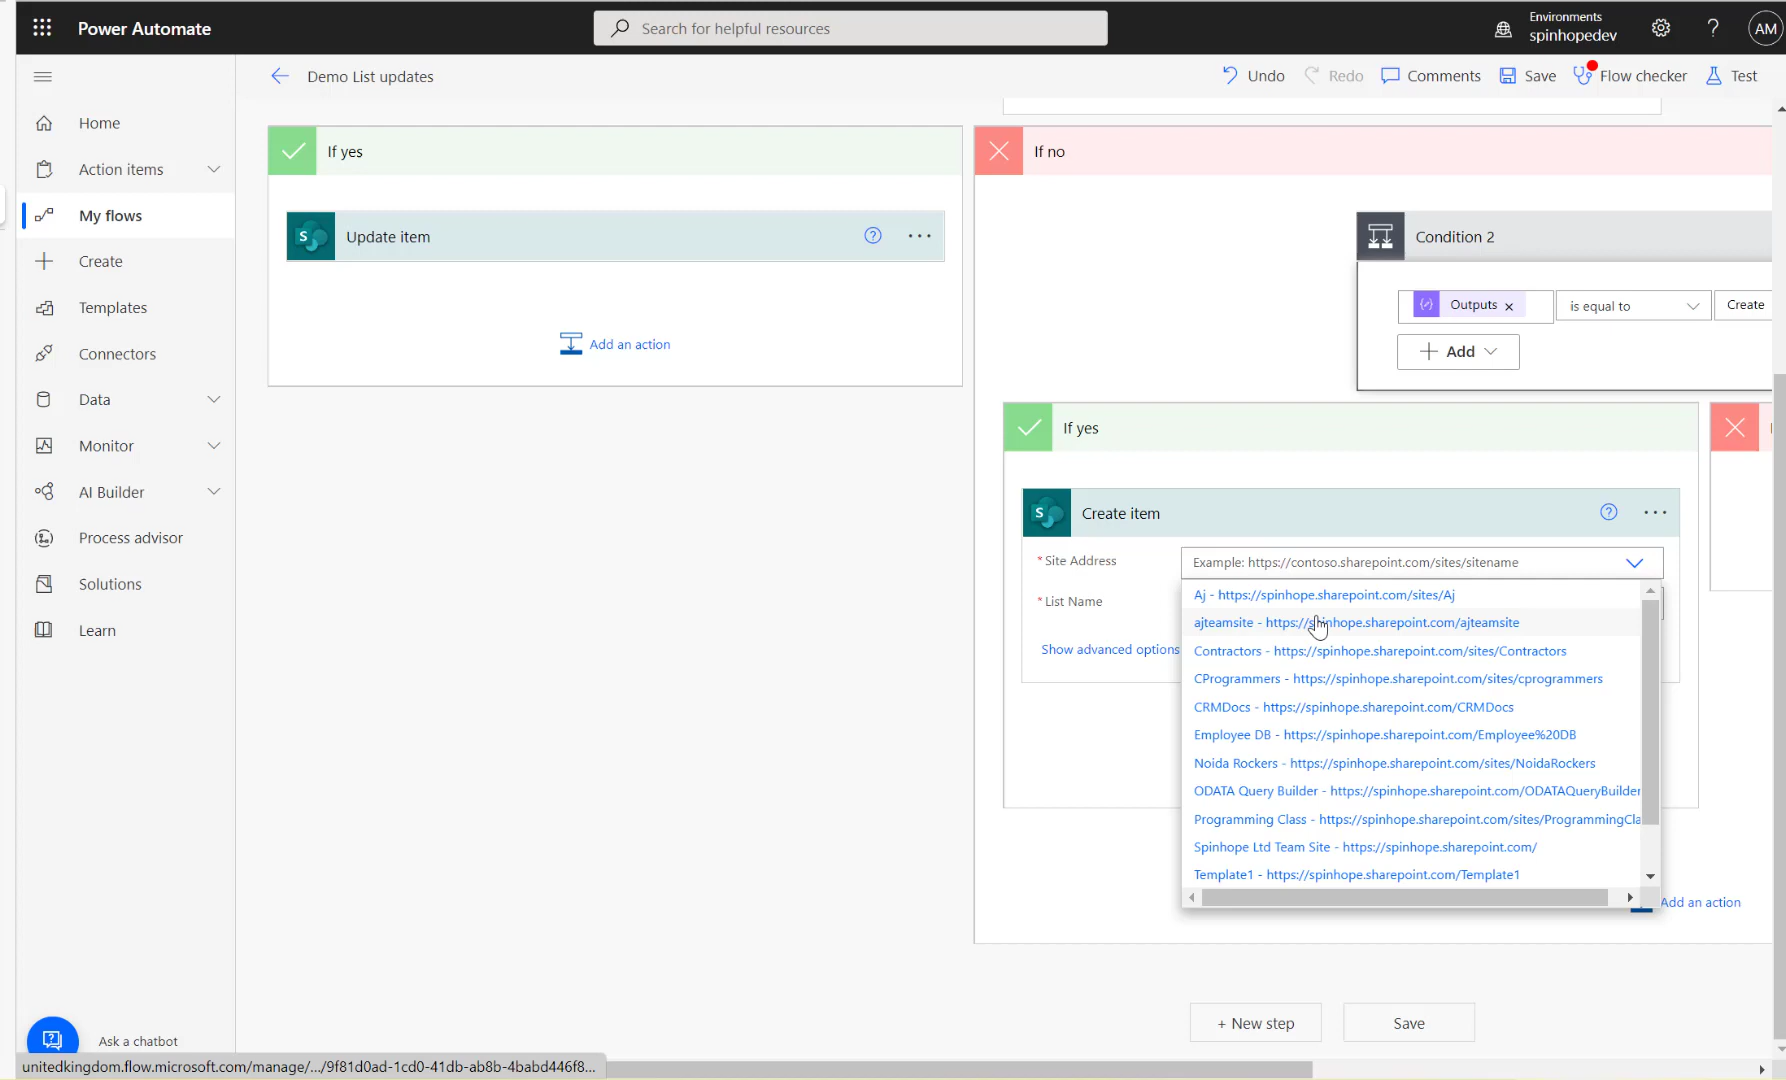 Power Automate
Search for helpful resources
Environments
spinhopedev
?
AM
Demo List updates
Undo
Redo
Comments
Save
Flow checker
Test
Home
Action items
My flows
Create
Templates
Connectors
Data
Monitor
AI Builder
Process advisor
Solutions
Learn
Ask a chatbot
If yes
S
Update item
?
...
Add an action
If no
Condition 2
Outputs
is equal to
Create
Add
If yes
S
Create item
?
...
* Site Address
Example: https://contoso.sharepoint.com/sites/sitename
* List Name
Show advanced options
Aj - https://spinhope.sharepoint.com/sites/Aj
ajteamsite - https://spinhope.sharepoint.com/ajteamsite
Contractors - https://spinhope.sharepoint.com/sites/Contractors
CProgrammers - https://spinhope.sharepoint.com/sites/cprogrammers
CRMDocs - https://spinhope.sharepoint.com/CRMDocs
Employee DB - https://spinhope.sharepoint.com/Employee%20DB
Noida Rockers - https://spinhope.sharepoint.com/sites/NoidaRockers
ODATA Query Builder - https://spinhope.sharepoint.com/ODATAQueryBuilder
Programming Class - https://spinhope.sharepoint.com/sites/ProgrammingCla
Spinhope Ltd Team Site - https://spinhope.sharepoint.com/
Template1 - https://spinhope.sharepoint.com/Template1
Add an action
+ New step
Save
unitedkingdom.flow.microsoft.com/manage/.../9f81d0ad-1cd0-41db-ab8b-4babd446f8...